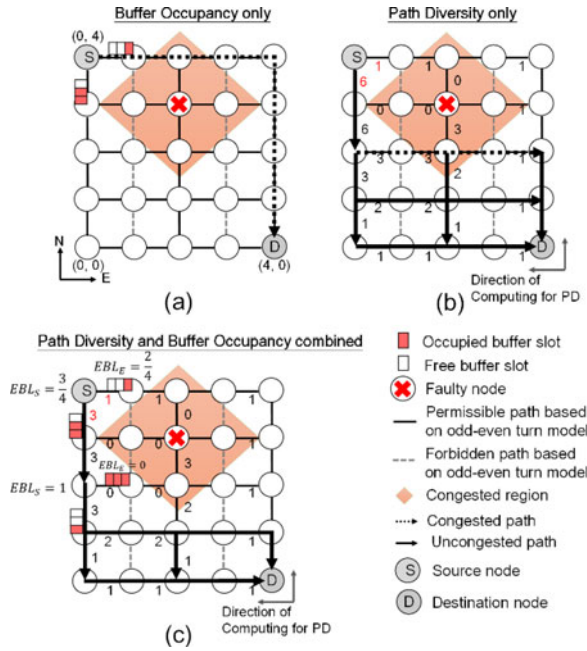 Buffer Occupancy only
(0, 4)
S
D
N
E
(0, 0)
(4, 0)
(a)
Path Diversity only
S
1
1
6
0
0
0
1
6
3
3
3
1
3
2
2
2
1
1
1
1
1
1
D
Direction of
Computing for PD
(b)
Path Diversity and Buffer Occupancy combined
EBL_E = 2/4
EBL_S = 3/4
S
1
1
3
0
0
0
1
3
3
EBL_E = 0
EBL_S = 1
0
0
1
3
2
2
2
1
1
1
1
1
D
Direction of
Computing for PD
(c)
Occupied buffer slot
Free buffer slot
Faulty node
Permissible path based
on odd-even turn model
Forbidden path based
on odd-even turn model
Congested region
Congested path
Uncongested path
S Source node
D Destination node